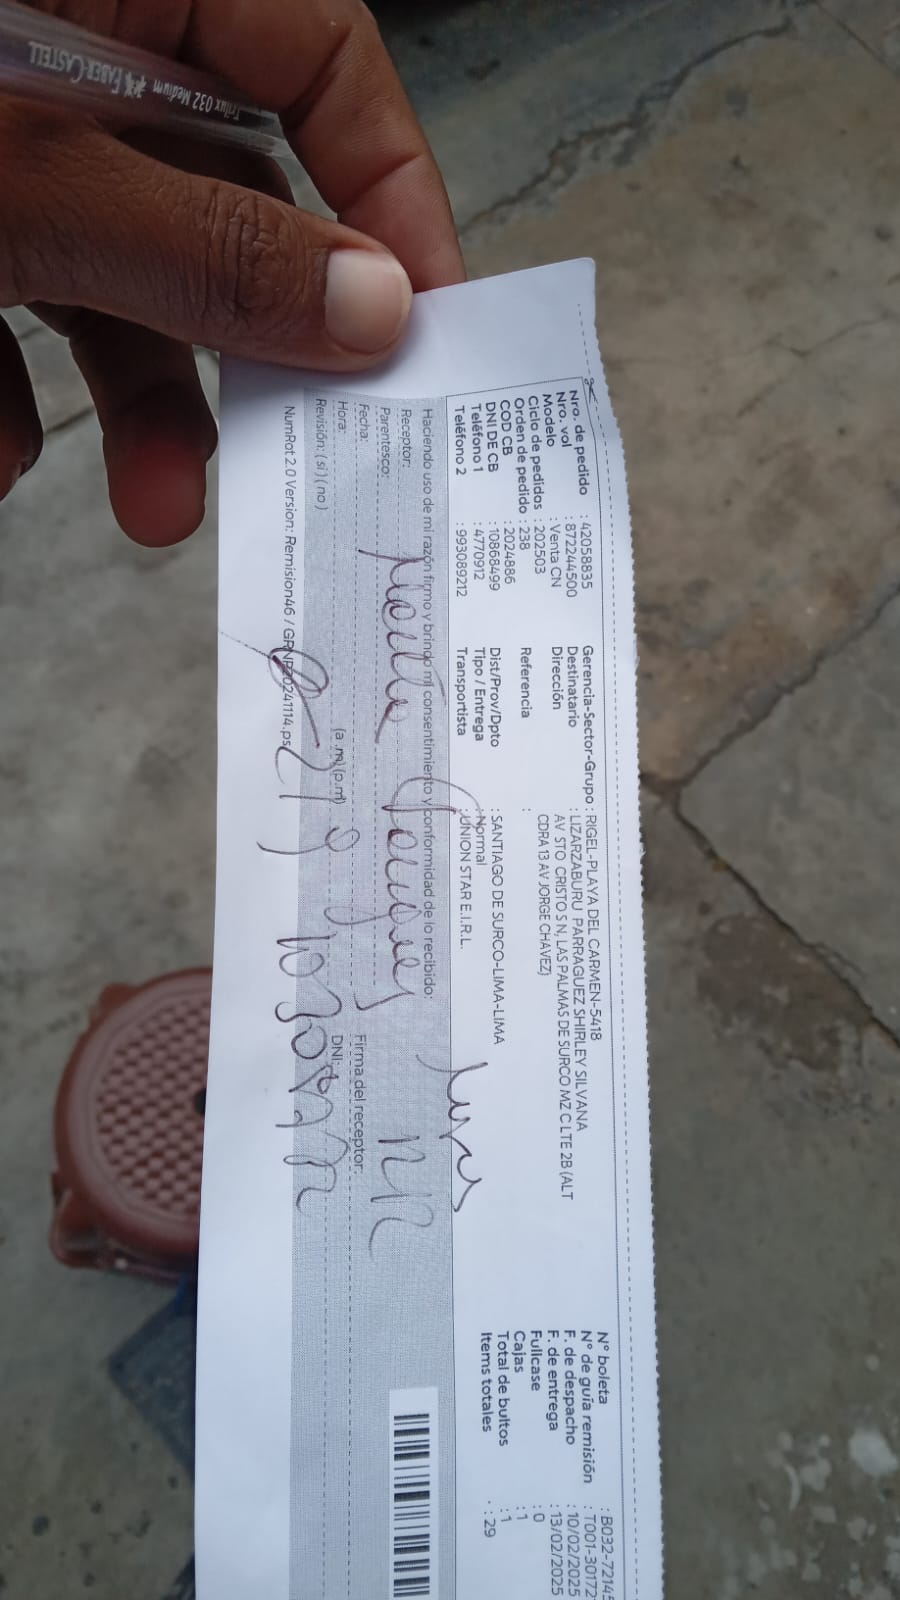 Trilux 032 Medium FABER-CASTELL
Nro. de pedido : 42058835
Nro. vol : 872244500
Modelo : Venta CN
Ciclo de pedidos : 202503
Orden de pedido : 238
COD CB : 2024886
DNI DE CB : 10868499
Teléfono 1 : 4770912
Teléfono 2 : 993089212
Gerencia-Sector-Grupo : RIGEL-PLAYA DEL CARMEN-5418
Destinatario : LIZARZABURU PARRAGUEZ SHIRLEY SILVANA
Dirección : AV STO CRISTO S N, LAS PALMAS DE SURCO MZ C LTE 2B (ALT
CDRA 13 AV JORGE CHAVEZ)
Referencia :
Dist/Prov/Dpto : SANTIAGO DE SURCO-LIMA-LIMA
Tipo / Entrega : Normal
Transportista : UNION STAR E.I.R.L.
N° boleta : B032-72145
N° de guía remisión : T001-30172
F. de despacho : 10/02/2025
F. de entrega : 13/02/2025
Fullcase : 0
Cajas : 1
Total de bultos : 1
Items totales : 29
Haciendo uso de mi razón firmo y brindo mi consentimiento y conformidad de lo recibido:
Receptor:
Parentesco:
Fecha: Firma del receptor:
Hora: (a .m) (p.m) DNI:
Revisión: ( si ) ( no )
NumRot 2.0 Version: Remision46 / GRNP20241114.ps